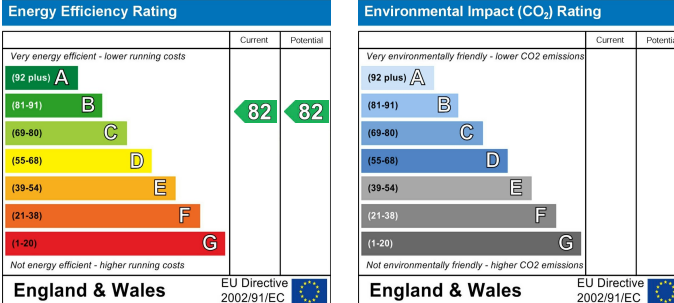 Energy Efficiency Rating
Current Potential
Very energy efficient - lower running costs
(92 plus) A
(81-91) B
82 82
(69-80) C
(55-68) D
(39-54) E
(21-38) F
(1-20) G
Not energy efficient - higher running costs
England & Wales
EU Directive
2002/91/EC
Environmental Impact (CO2) Rating
Current Potentia
Very environmentally friendly - lower CO2 emissions
(92 plus) A
(81-91) B
(69-80) C
(55-68) D
(39-54) E
(21-38) F
(1-20) G
Not environmentally friendly - higher CO2 emissions
England & Wales
EU Directive
2002/91/EC